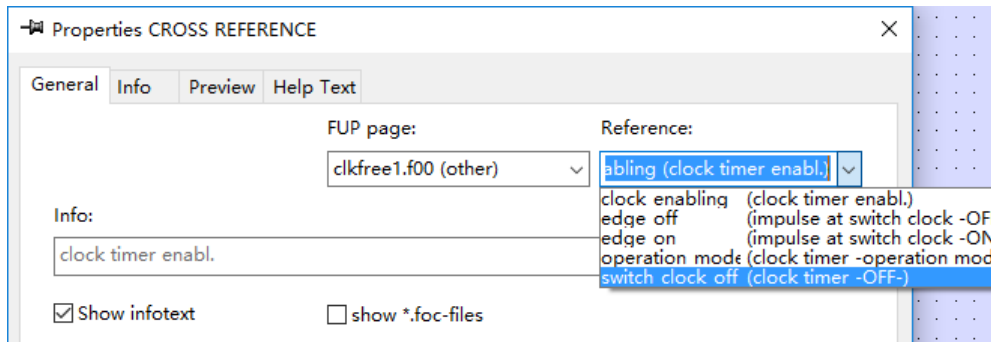 Properties CROSS REFERENCE
General Info Preview Help Text
FUP page: Reference:
clkfree1.f00 (other) abling (clock timer enabl.)
clock enabling (clock timer enabl.)
edge off (impulse at switch clock -OF
Info:
edge on (impulse at switch clock -ON
clock timer enabl.
operation mode (clock timer -operation mod
switch clock off (clock timer -OFF-)
Show infotext show *.foc-files